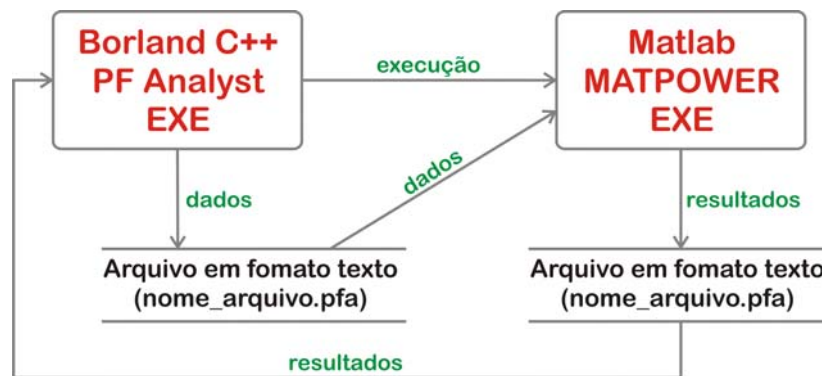 Borland C++
PF Analyst
EXE
execução
Matlab
MATPOWER
EXE
dados
dados
resultados
Arquivo em fomato texto
(nome_arquivo.pfa)
Arquivo em fomato texto
(nome_arquivo.pfa)
resultados